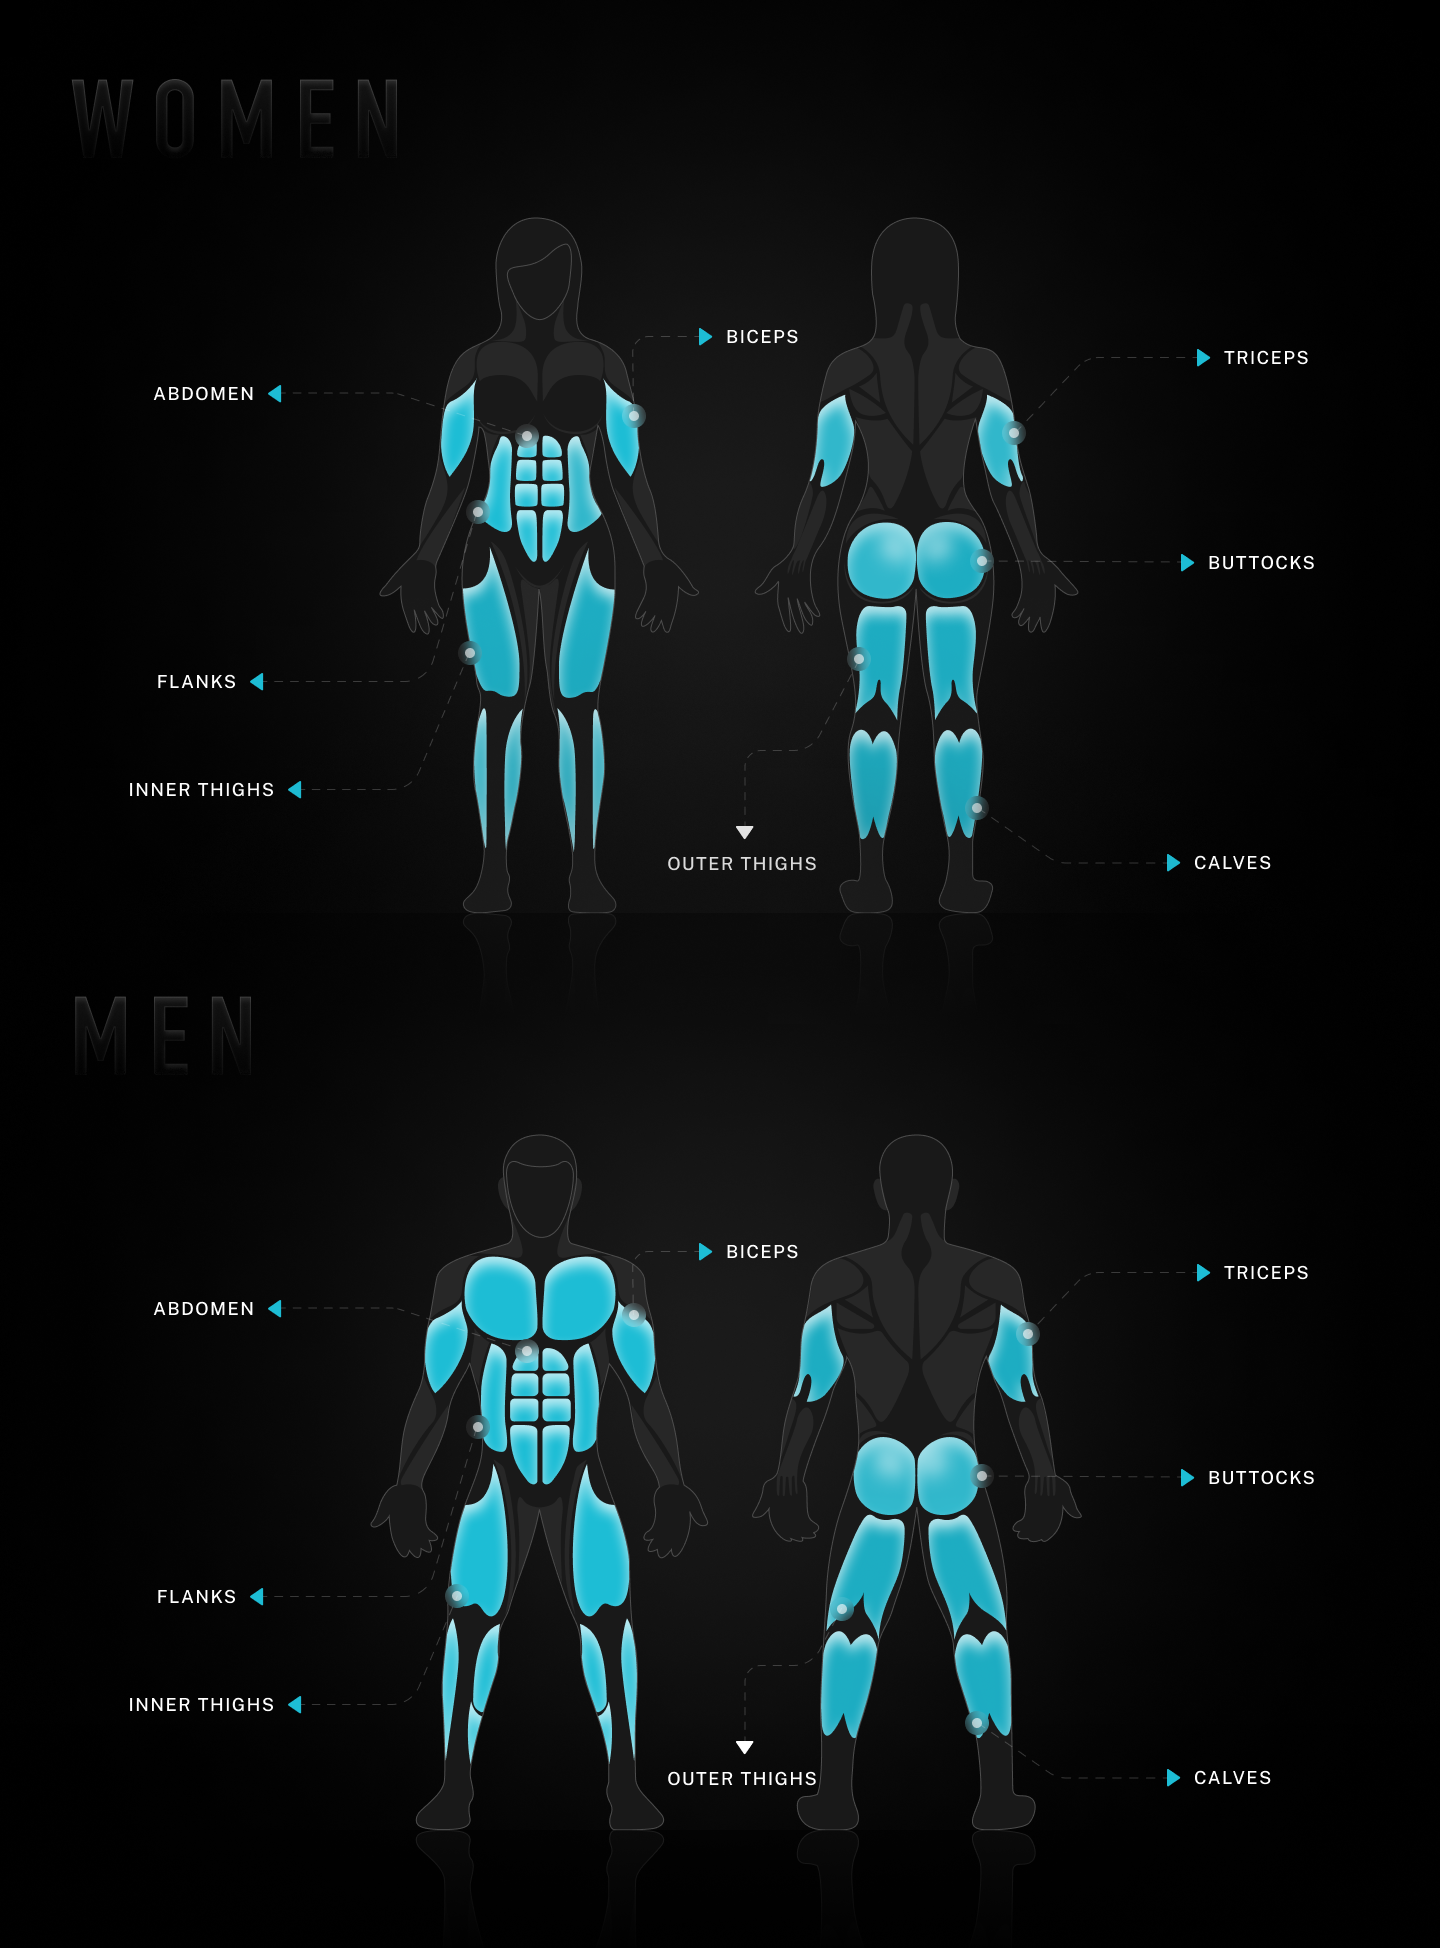 WOMEN
BICEPS
TRICEPS
ABDOMEN
BUTTOCKS
FLANKS
INNER THIGHS
OUTER THIGHS
CALVES
MEN
BICEPS
TRICEPS
ABDOMEN
BUTTOCKS
FLANKS
INNER THIGHS
OUTER THIGHS
CALVES